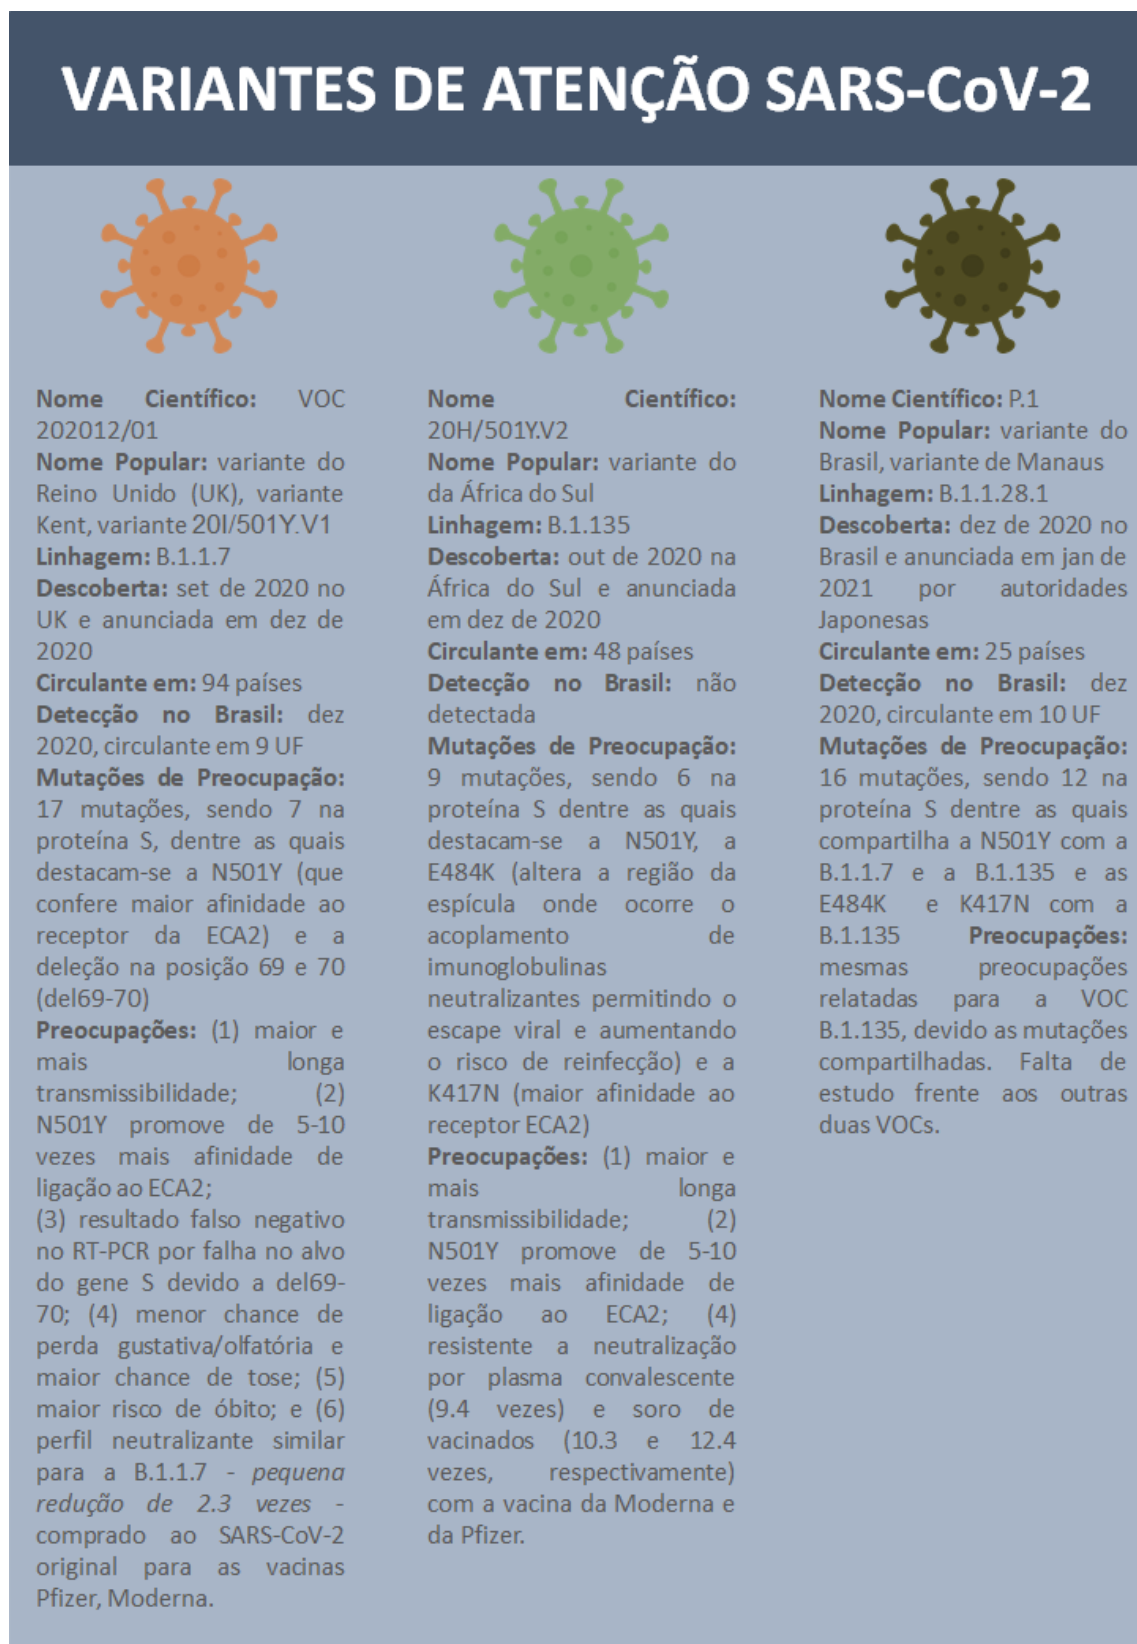 VARIANTES DE ATENÇÃO SARS-CoV-2
Nome Científico: VOC
202012/01
Nome Popular: variante do
Reino Unido (UK), variante
Kent, variante 20I/501Y.V1
Linhagem: B.1.1.7
Descoberta: set de 2020 no
UK e anunciada em dez de
2020
Circulante em: 94 países
Detecção no Brasil: dez
2020, circulante em 9 UF
Mutações de Preocupação:
17 mutações, sendo 7 na
proteína S, dentre as quais
destacam-se a N501Y (que
confere maior afinidade ao
receptor da ECA2) e a
deleção na posição 69 e 70
(del69-70)
Preocupações: (1) maior e
mais longa
transmissibilidade; (2)
N501Y promove de 5-10
vezes mais afinidade de
ligação ao ECA2;
(3) resultado falso negativo
no RT-PCR por falha no alvo
do gene S devido a del69-
70; (4) menor chance de
perda gustativa/olfatória e
maior chance de tose; (5)
maior risco de óbito; e (6)
perfil neutralizante similar
para a B.1.1.7 - pequena
redução de 2.3 vezes -
comprado ao SARS-CoV-2
original para as vacinas
Pfizer, Moderna.
Nome Científico:
20H/501Y.V2
Nome Popular: variante do
da África do Sul
Linhagem: B.1.135
Descoberta: out de 2020 na
África do Sul e anunciada
em dez de 2020
Circulante em: 48 países
Detecção no Brasil: não
detectada
Mutações de Preocupação:
9 mutações, sendo 6 na
proteína S dentre as quais
destacam-se a N501Y, a
E484K (altera a região da
espícula onde ocorre o
acoplamento de
imunoglobulinas
neutralizantes permitindo o
escape viral e aumentando
o risco de reinfecção) e a
K417N (maior afinidade ao
receptor ECA2)
Preocupações: (1) maior e
mais longa
transmissibilidade; (2)
N501Y promove de 5-10
vezes mais afinidade de
ligação ao ECA2; (4)
resistente a neutralização
por plasma convalescente
(9.4 vezes) e soro de
vacinados (10.3 e 12.4
vezes, respectivamente)
com a vacina da Moderna e
da Pfizer.
Nome Científico: P.1
Nome Popular: variante do
Brasil, variante de Manaus
Linhagem: B.1.1.28.1
Descoberta: dez de 2020 no
Brasil e anunciada em jan de
2021 por autoridades
Japonesas
Circulante em: 25 países
Detecção no Brasil: dez
2020, circulante em 10 UF
Mutações de Preocupação:
16 mutações, sendo 12 na
proteína S dentre as quais
compartilha a N501Y com a
B.1.1.7 e a B.1.135 e as
E484K e K417N com a
B.1.135 Preocupações:
mesmas preocupações
relatadas para a VOC
B.1.135, devido as mutações
compartilhadas. Falta de
estudo frente aos outras
duas VOCs.